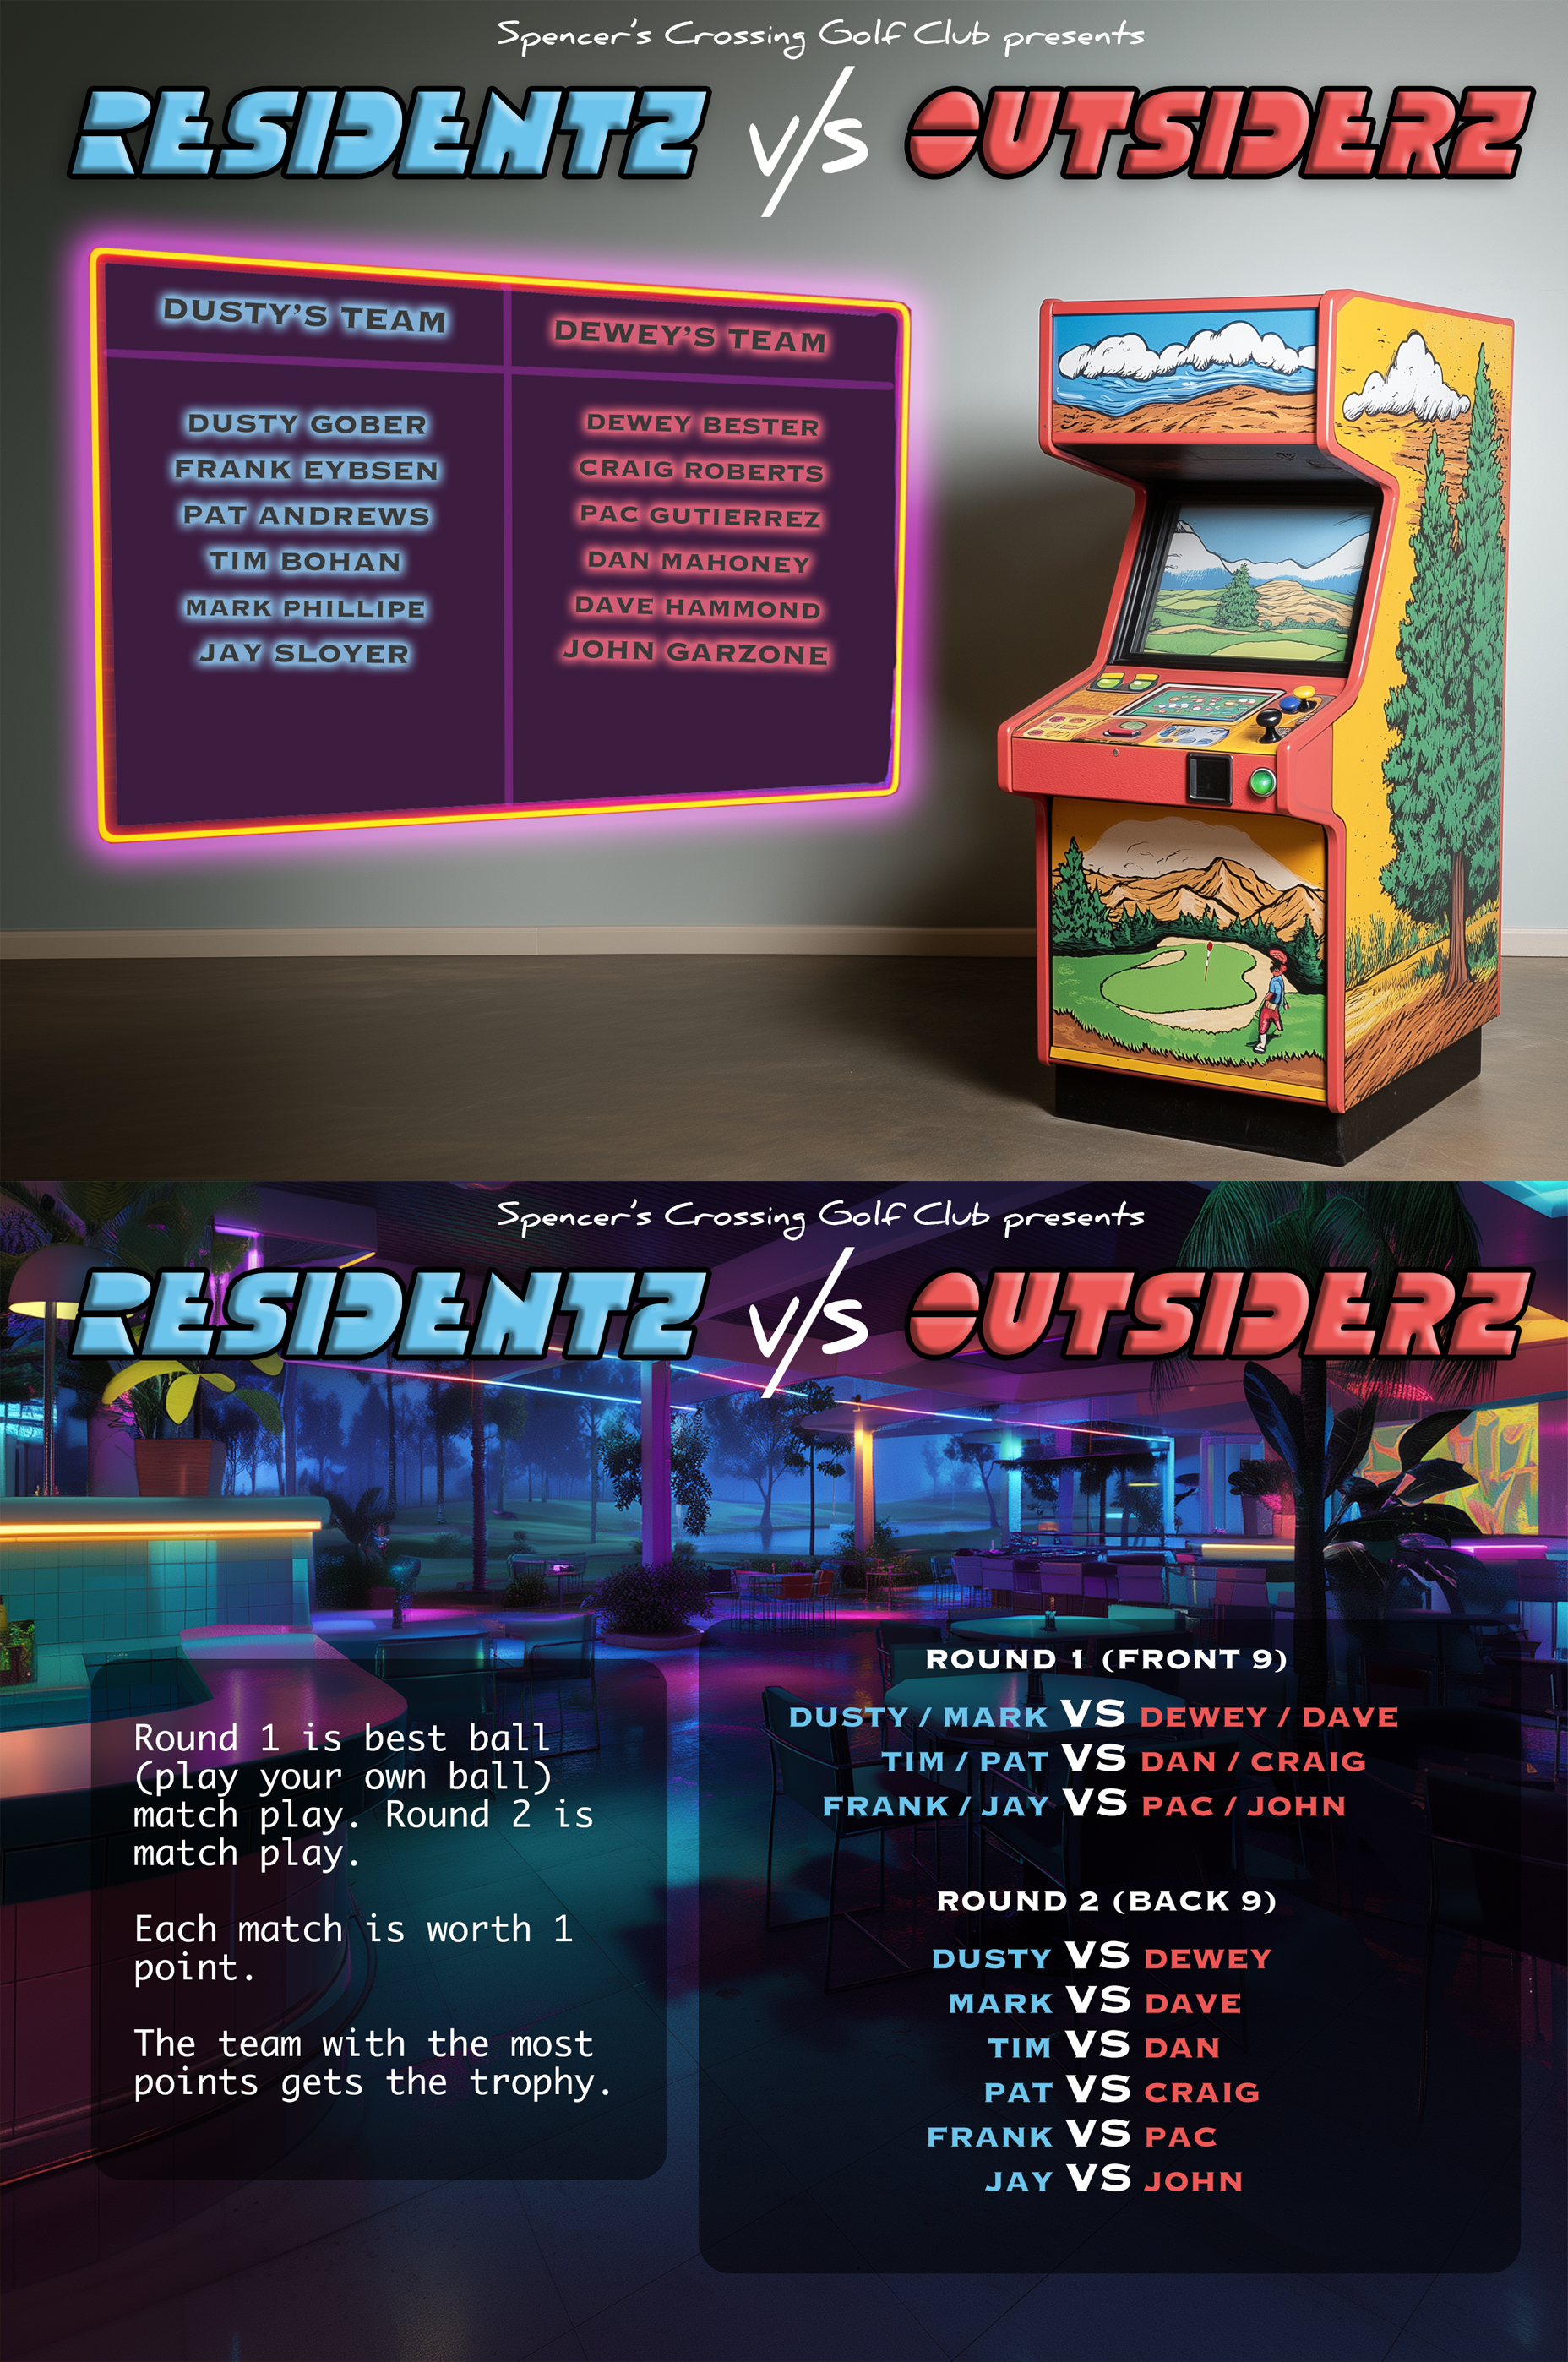 Spencer's Crossing Golf Club presents
RESIDENTZ v/s OUTSIDERZ
DUSTY'S TEAM
DEWEY'S TEAM
DUSTY GOBER
FRANK EYBSEN
PAT ANDREWS
TIM BOHAN
MARK PHILLIPE
JAY SLOYER
DEWEY BESTER
CRAIG ROBERTS
PAC GUTIERREZ
DAN MAHONEY
DAVE HAMMOND
JOHN GARZONE
Spencer's Crossing Golf Club presents
RESIDENTZ v/s OUTSIDERZ
Round 1 is best ball
(play your own ball)
match play. Round 2 is
match play.
Each match is worth 1
point.
The team with the most
points gets the trophy.
ROUND 1 (FRONT 9)
DUSTY / MARK VS DEWEY / DAVE
TIM / PAT VS DAN / CRAIG
FRANK / JAY VS PAC / JOHN
ROUND 2 (BACK 9)
DUSTY VS DEWEY
MARK VS DAVE
TIM VS DAN
PAT VS CRAIG
FRANK VS PAC
JAY VS JOHN